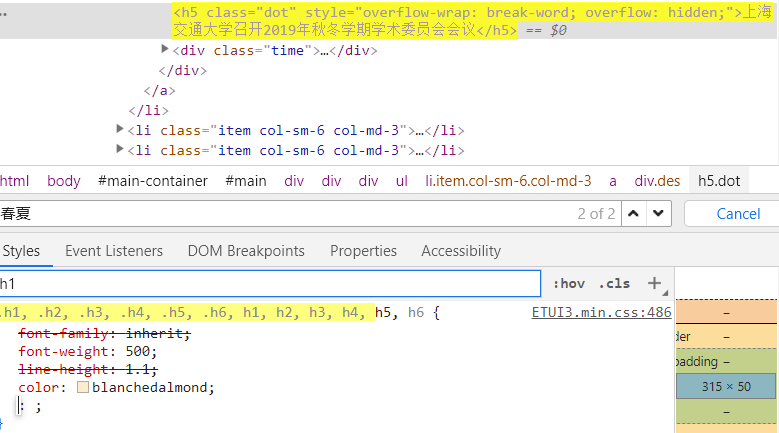 … <h5 class="dot" style="overflow-wrap: break-word; overflow: hidden;">上海
交通大学召开2019年秋冬学期学术委员会会议</h5> == $0
▶<div class="time">…</div>
</div>
</a>
</li>
▶<li class="item col-sm-6 col-md-3">…</li>
▶<li class="item col-sm-6 col-md-3">…</li>
html body #main-container #main div div div ul li.item.col-sm-6.col-md-3 a div.des h5.dot
春夏 2 of 2 Cancel
Styles Event Listeners DOM Breakpoints Properties Accessibility
h1 :hov .cls +
.h1, .h2, .h3, .h4, .h5, .h6, h1, h2, h3, h4, h5, h6 { ETUI3.min.css:486
font-family: inherit; –
font-weight: 500; der –
line-height: 1.1; padding –
color: blanchedalmond; 315 × 50
: ; –
}